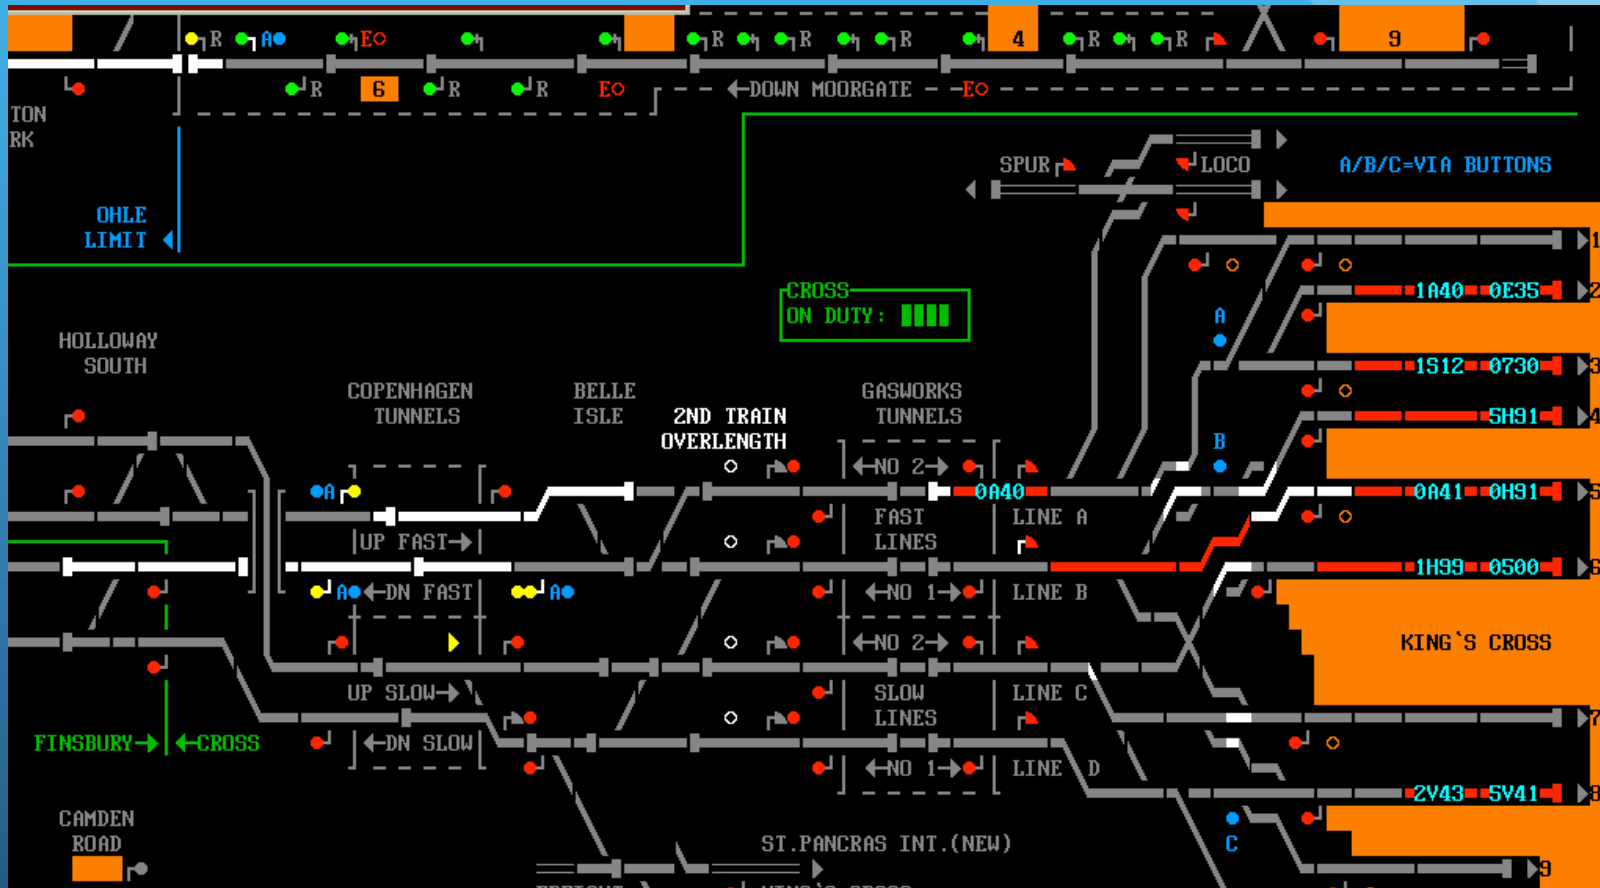 R A E R R R 4 R R 9
R 6 R R E ←DOWN MOORGATE E
TON
RK
SPUR LOCO A/B/C=VIA BUTTONS
OHLE
LIMIT
1
CROSS
ON DUTY:
1A40 0E35 2
A
HOLLOWAY
SOUTH
1S12 0730 3
COPENHAGEN
TUNNELS
BELLE
ISLE
2ND TRAIN
OVERLENGTH
GASWORKS
TUNNELS
5H91 4
B
←NO 2→
A 0A40 0A41 0H91 5
FAST
LINES
LINE A
UP FAST→
1H99 0500 6
A ←DN FAST A ←NO 1→ LINE B
←NO 2→ KING'S CROSS
UP SLOW→ SLOW
LINES
LINE C
7
FINSBURY→ ←CROSS ←DN SLOW
←NO 1→ LINE D
2V43 5V41 8
CAMDEN
ROAD
C
ST.PANCRAS INT.(NEW)
9